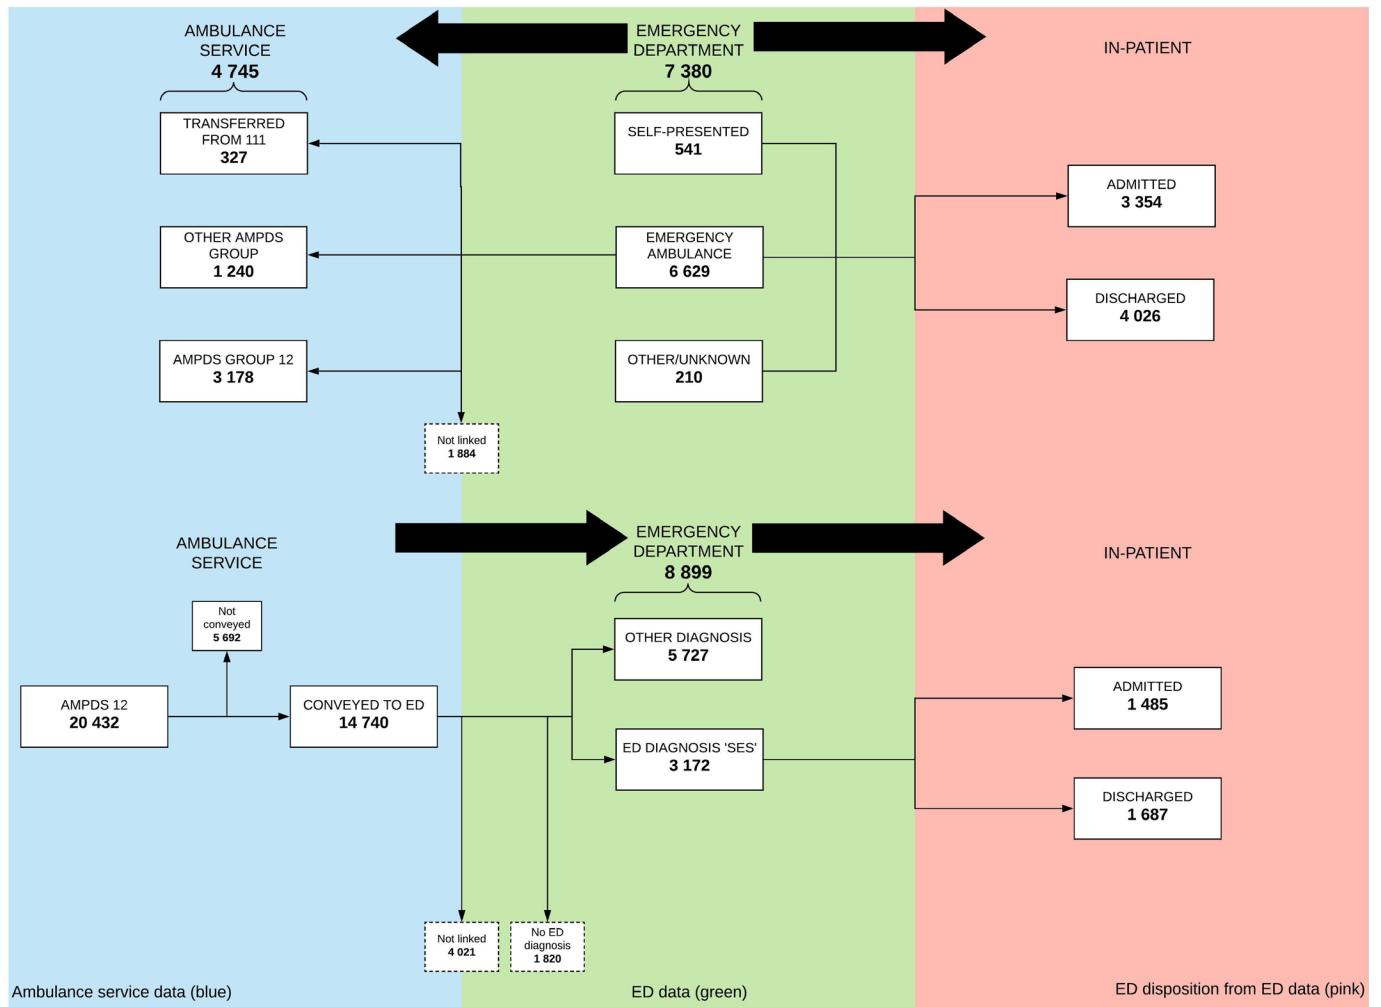 AMBULANCE
SERVICE
4 745
EMERGENCY
DEPARTMENT
7 380
IN-PATIENT
TRANSFERRED
FROM 111
327
SELF-PRESENTED
541
ADMITTED
3 354
OTHER AMPDS
GROUP
1 240
EMERGENCY
AMBULANCE
6 629
DISCHARGED
4 026
AMPDS GROUP 12
3 178
OTHER/UNKNOWN
210
Not linked
1 884
AMBULANCE
SERVICE
EMERGENCY
DEPARTMENT
8 899
IN-PATIENT
Not
conveyed
5 692
OTHER DIAGNOSIS
5 727
AMPDS 12
20 432
CONVEYED TO ED
14 740
ADMITTED
1 485
ED DIAGNOSIS 'SES'
3 172
DISCHARGED
1 687
Not linked
4 021
No ED
diagnosis
1 820
Ambulance service data (blue)
ED data (green)
ED disposition from ED data (pink)